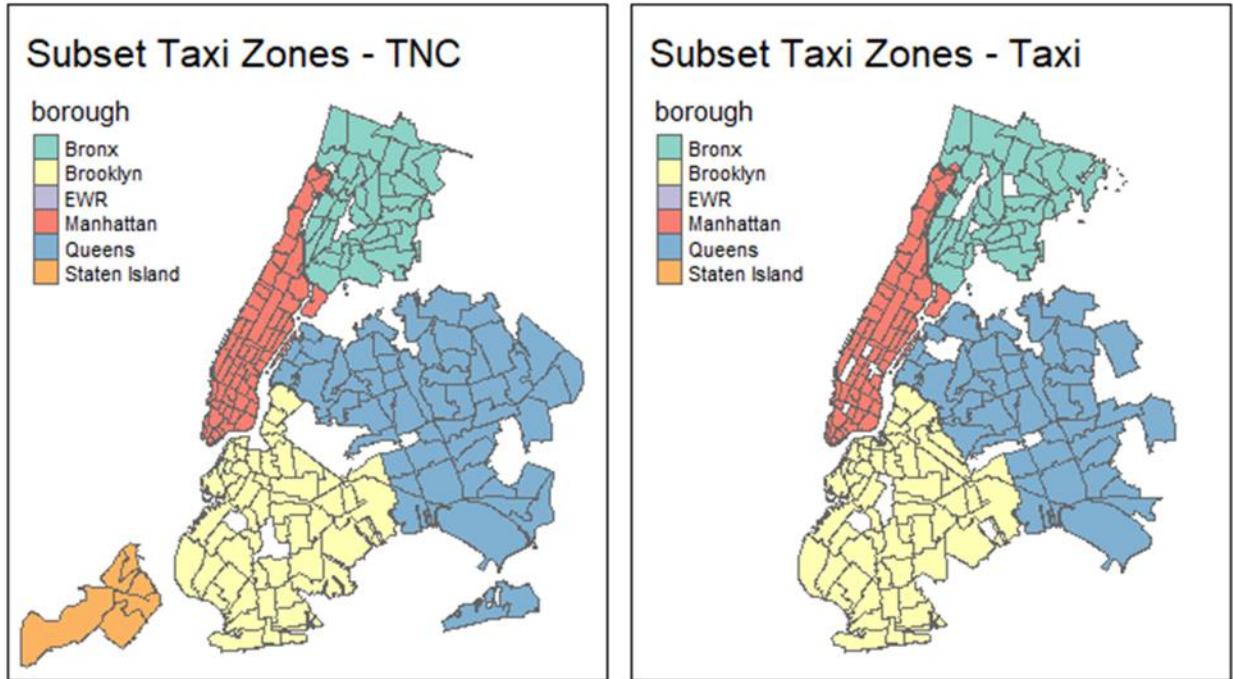 Subset Taxi Zones - TNC
borough
Bronx
Brooklyn
EWR
Manhattan
Queens
Staten Island
Subset Taxi Zones - Taxi
borough
Bronx
Brooklyn
EWR
Manhattan
Queens
Staten Island